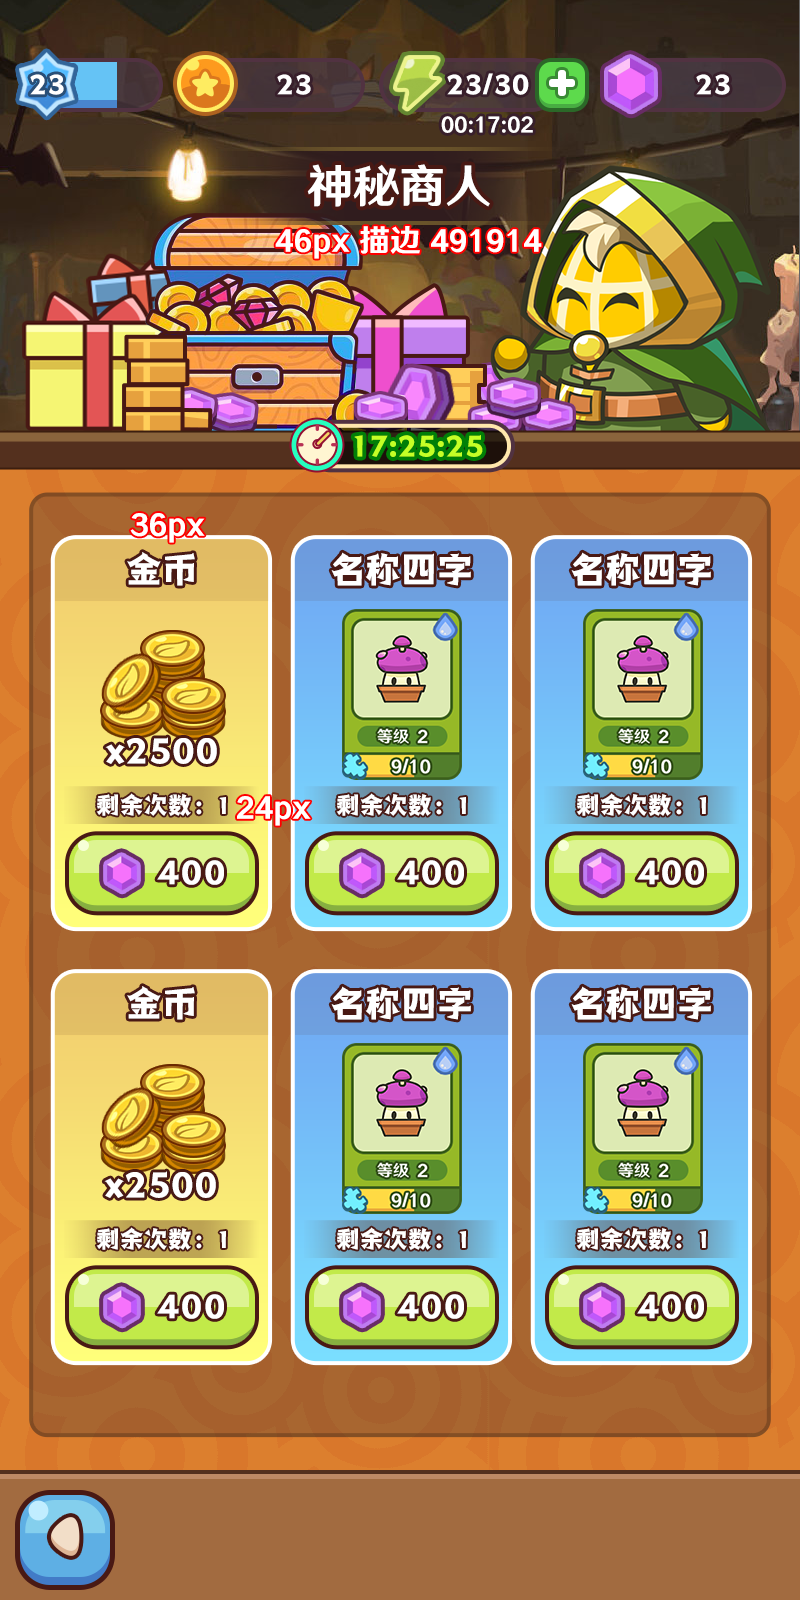 23 23 23/30 23
00:17:02
神秘商人
46px 描边 491914
17:25:25
36px
金币 名称四字 名称四字
x2500 等级 2 等级 2
9/10 9/10
剩余次数：1 24px 剩余次数：1 剩余次数：1
400 400 400
金币 名称四字 名称四字
x2500 等级 2 等级 2
9/10 9/10
剩余次数：1 剩余次数：1 剩余次数：1
400 400 400